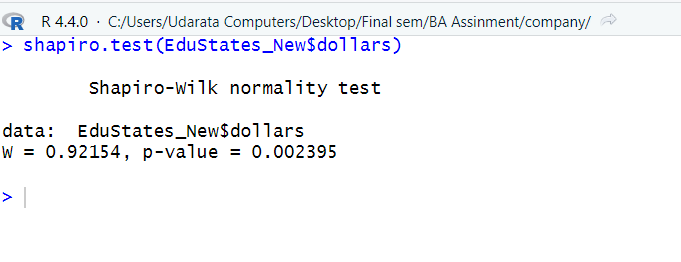 R R 4.4.0 · C:/Users/Udarata Computers/Desktop/Final sem/BA Assinment/company/
> shapiro.test(EduStates_New$dollars)
Shapiro-Wilk normality test
data: EduStates_New$dollars
W = 0.92154, p-value = 0.002395
>